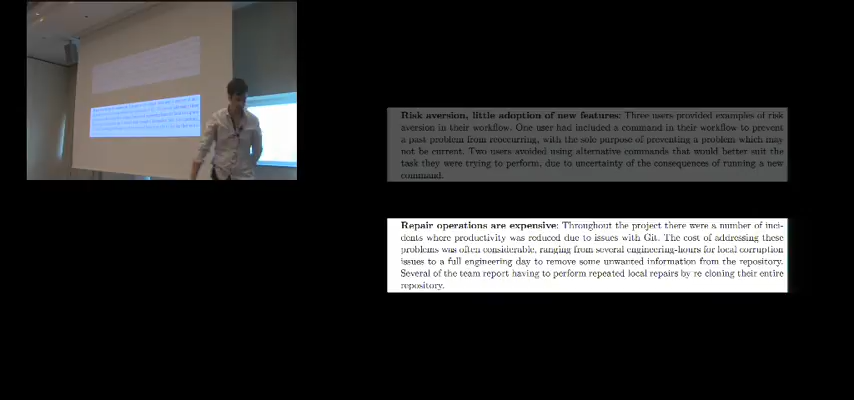 Risk aversion, little adoption of new features: Three users provided examples of risk
aversion in their workflow. One user had included a command in their workflow to prevent
a past problem from reoccurring, with the sole purpose of preventing a problem which may
not be current. Two users avoided using alternative commands that would better suit the
task they were trying to perform, due to uncertainty of the consequences of running a new
command.
Repair operations are expensive: Throughout the project there were a number of inci-
dents where productivity was reduced due to issues with Git. The cost of addressing these
problems was often considerable, ranging from several engineering-hours for local corruption
issues to a full engineering day to remove some unwanted information from the repository.
Several of the team report having to perform repeated local repairs by re cloning their entire
repository.